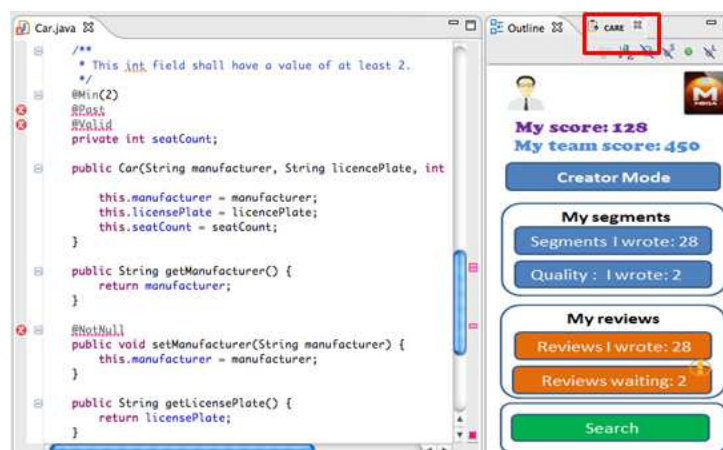 Car.java
/**
* This int field shall have a value of at least 2.
*/
@Min(2)
@Past
@Valid
private int seatCount;
public Car(String manufacturer, String licencePlate, int
this.manufacturer = manufacturer;
this.licensePlate = licencePlate;
this.seatCount = seatCount;
}
public String getManufacturer() {
return manufacturer;
}
@NotNull
public void setManufacturer(String manufacturer) {
this.manufacturer = manufacturer;
}
public String getLicensePlate() {
return licensePlate;
}
Outline
CARE
M
My score: 128
My team score: 450
Creator Mode
My segments
Segments I wrote: 28
Quality : I wrote: 2
My reviews
Reviews I wrote: 28
Reviews waiting: 2
Search